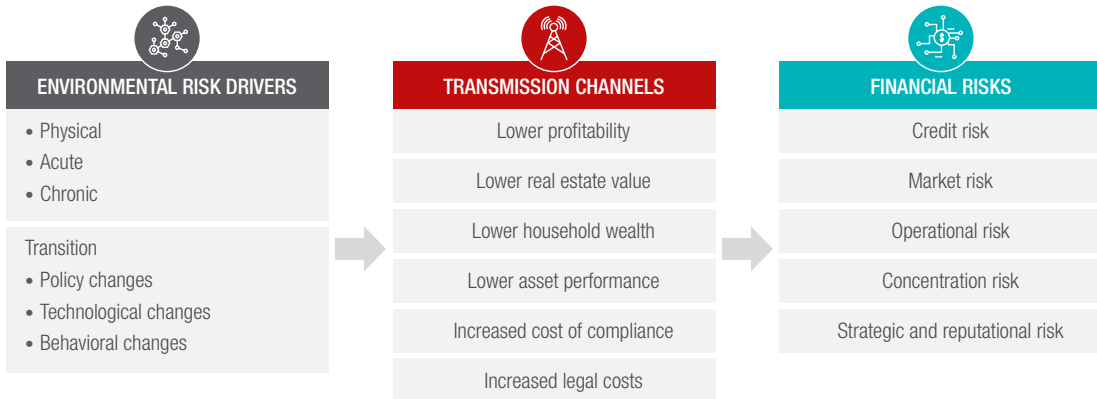 ENVIRONMENTAL RISK DRIVERS
• Physical
• Acute
• Chronic
Transition
• Policy changes
• Technological changes
• Behavioral changes
TRANSMISSION CHANNELS
Lower profitability
Lower real estate value
Lower household wealth
Lower asset performance
Increased cost of compliance
Increased legal costs
$
FINANCIAL RISKS
Credit risk
Market risk
Operational risk
Concentration risk
Strategic and reputational risk